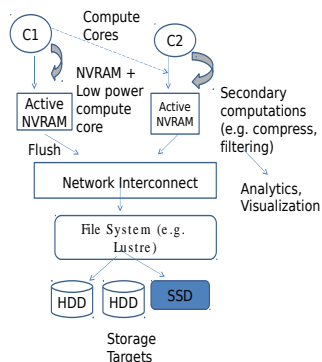 C1
Compute
Cores
C2
NVRAM +
Low power
compute
core
Active
NVRAM
Active
NVRAM
Secondary
computations
(e.g. compress,
filtering)
Flush
Network Interconnect
Analytics,
Visualization
File System (e.g.
Lustre)
HDD
HDD
SSD
Storage
Targets